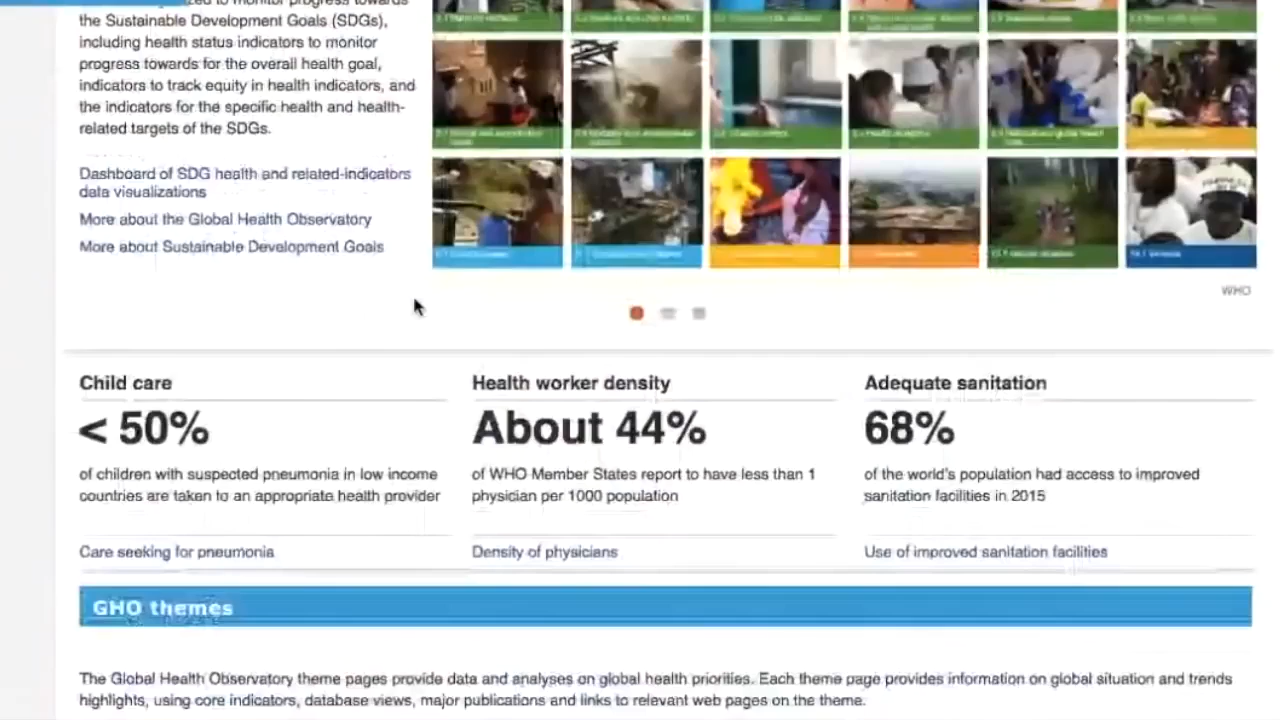 to monitor progress towards
the Sustainable Development Goals (SDGs),
including health status indicators to monitor
progress towards for the overall health goal,
indicators to track equity in health indicators, and
the indicators for the specific health and health-
related targets of the SDGs.
Dashboard of SDG health and related-indicators
data visualizations
More about the Global Health Observatory
More about Sustainable Development Goals
WHO
Child care
< 50%
of children with suspected pneumonia in low income
countries are taken to an appropriate health provider
Care seeking for pneumonia
Health worker density
About 44%
of WHO Member States report to have less than 1
physician per 1000 population
Density of physicians
Adequate sanitation
68%
of the world's population had access to improved
sanitation facilities in 2015
Use of improved sanitation facilities
GHO themes
The Global Health Observatory theme pages provide data and analyses on global health priorities. Each theme page provides information on global situation and trends
highlights, using core indicators, database views, major publications and links to relevant web pages on the theme.